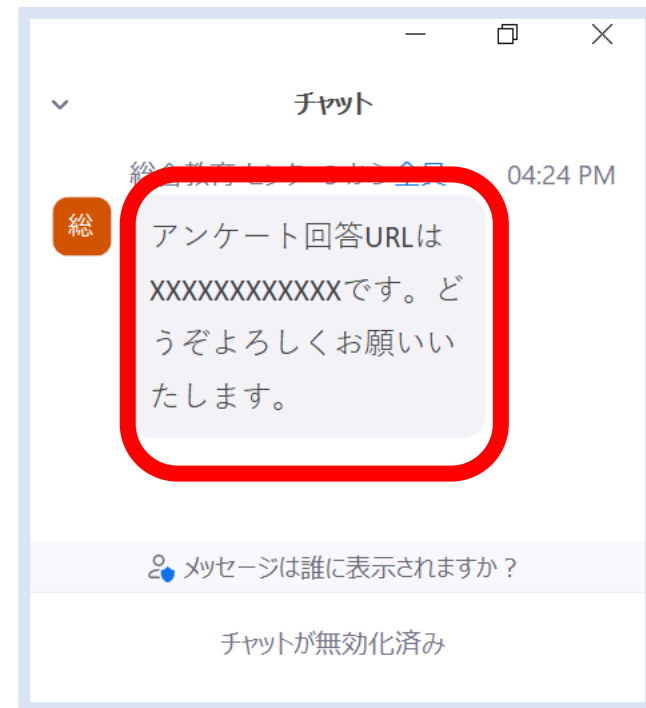 チャット
04:24 PM
総
アンケート回答URLは
XXXXXXXXXXXXです。ど
うぞよろしくお願いい
たします。
メッセージは誰に表示されますか？
チャットが無効化済み